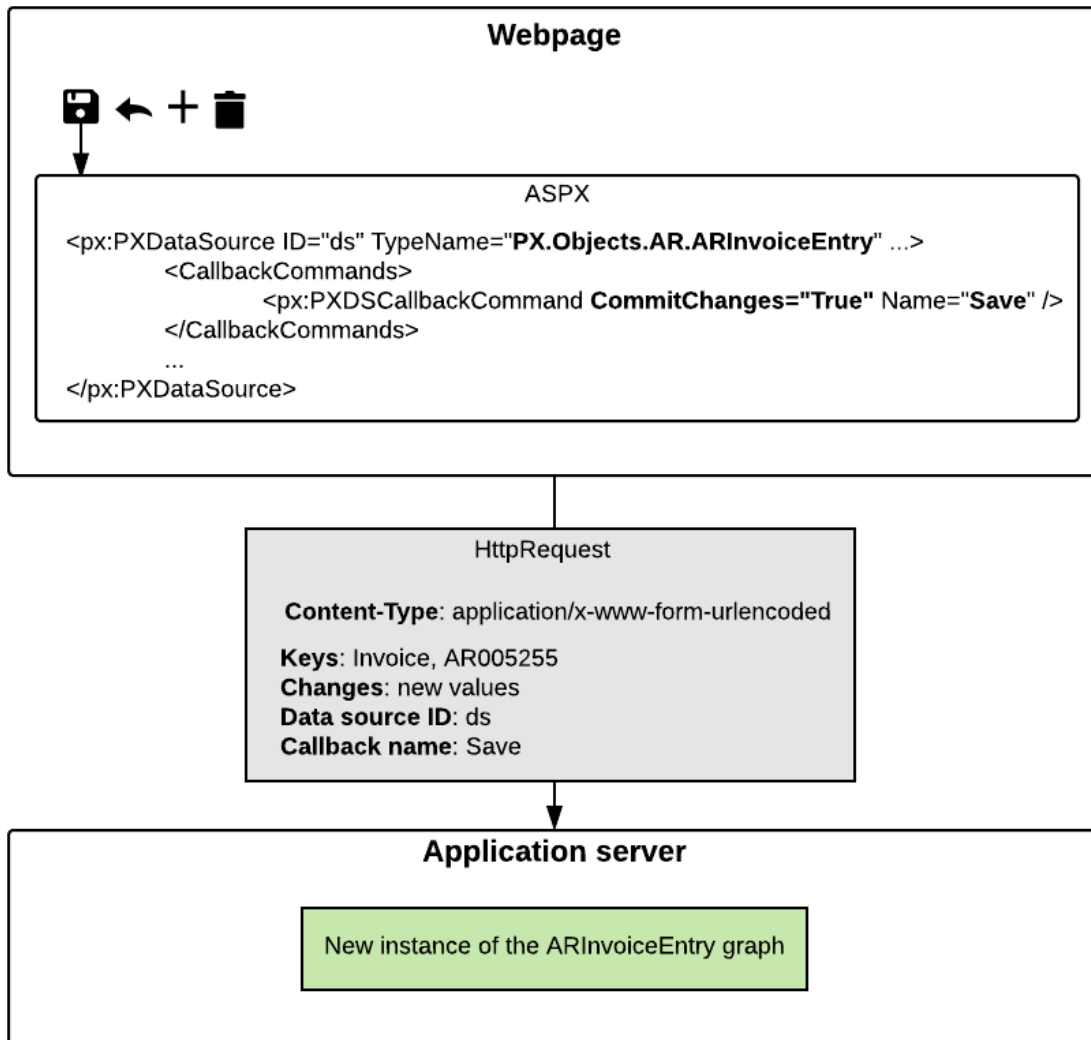 Webpage
ASPX
<px:PXDataSource ID="ds" TypeName="PX.Objects.AR.ARInvoiceEntry" ...>
<CallbackCommands>
<px:PXDSCallbackCommand CommitChanges="True" Name="Save" />
</CallbackCommands>
...
</px:PXDataSource>
HttpRequest
Content-Type: application/x-www-form-urlencoded
Keys: Invoice, AR005255
Changes: new values
Data source ID: ds
Callback name: Save
Application server
New instance of the ARInvoiceEntry graph